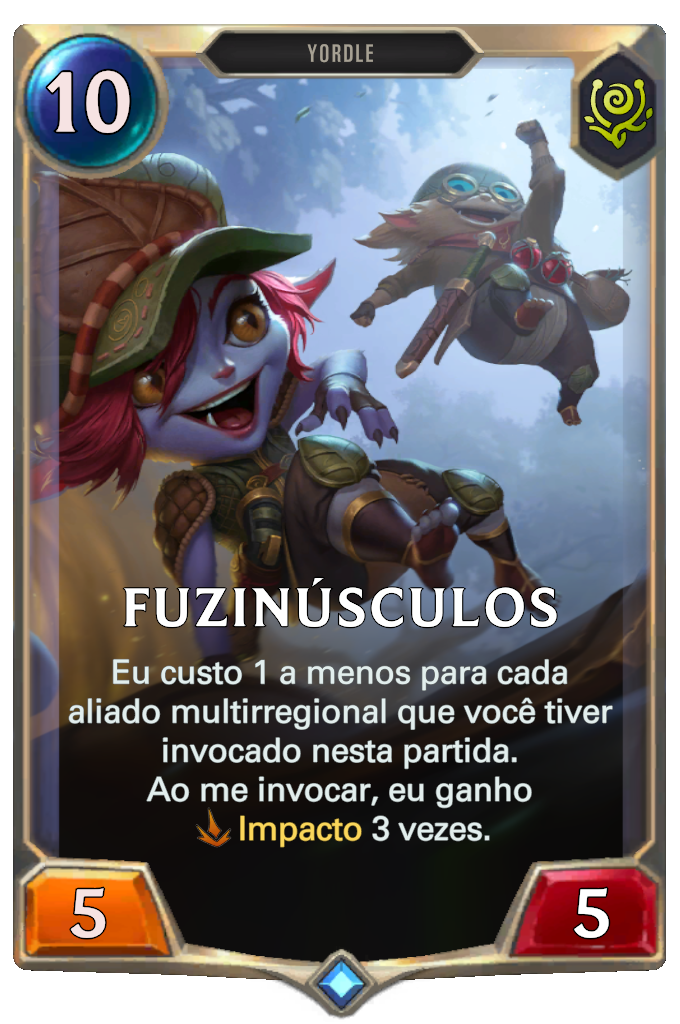 YORDLE
10
FUZINÚSCULOS
Eu custo 1 a menos para cada
aliado multirregional que você tiver
invocado nesta partida.
Ao me invocar, eu ganho
Impacto 3 vezes.
5
5